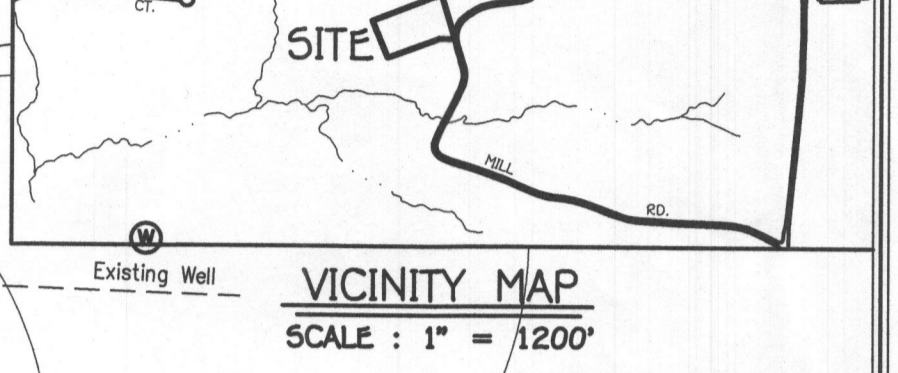 CT.
SITE
MILL
RD.
W
Existing Well
VICINITY MAP
SCALE : 1" = 1200'